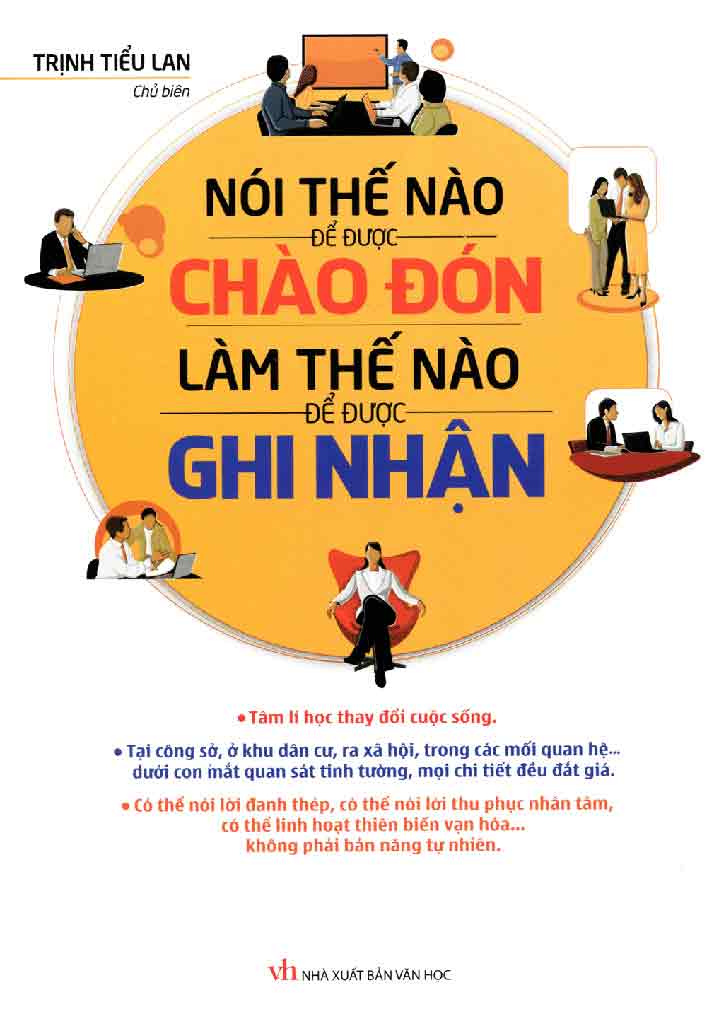 TRỊNH TIỂU LAN
Chủ biên
NÓI THẾ NÀO
ĐỂ ĐƯỢC
CHÀO ĐÓN
LÀM THẾ NÀO
ĐỂ ĐƯỢC
GHI NHẬN
• Tâm lí học thay đổi cuộc sống.
• Tại công sở, ở khu dân cư, ra xã hội, trong các mối quan hệ...
dưới con mắt quan sát tinh tường, mọi chi tiết đều đắt giá.
• Có thể nói lời đanh thép, có thể nói lời thu phục nhân tâm,
có thể linh hoạt thiên biến vạn hóa...
không phải bản năng tự nhiên.
vh NHÀ XUẤT BẢN VĂN HỌC